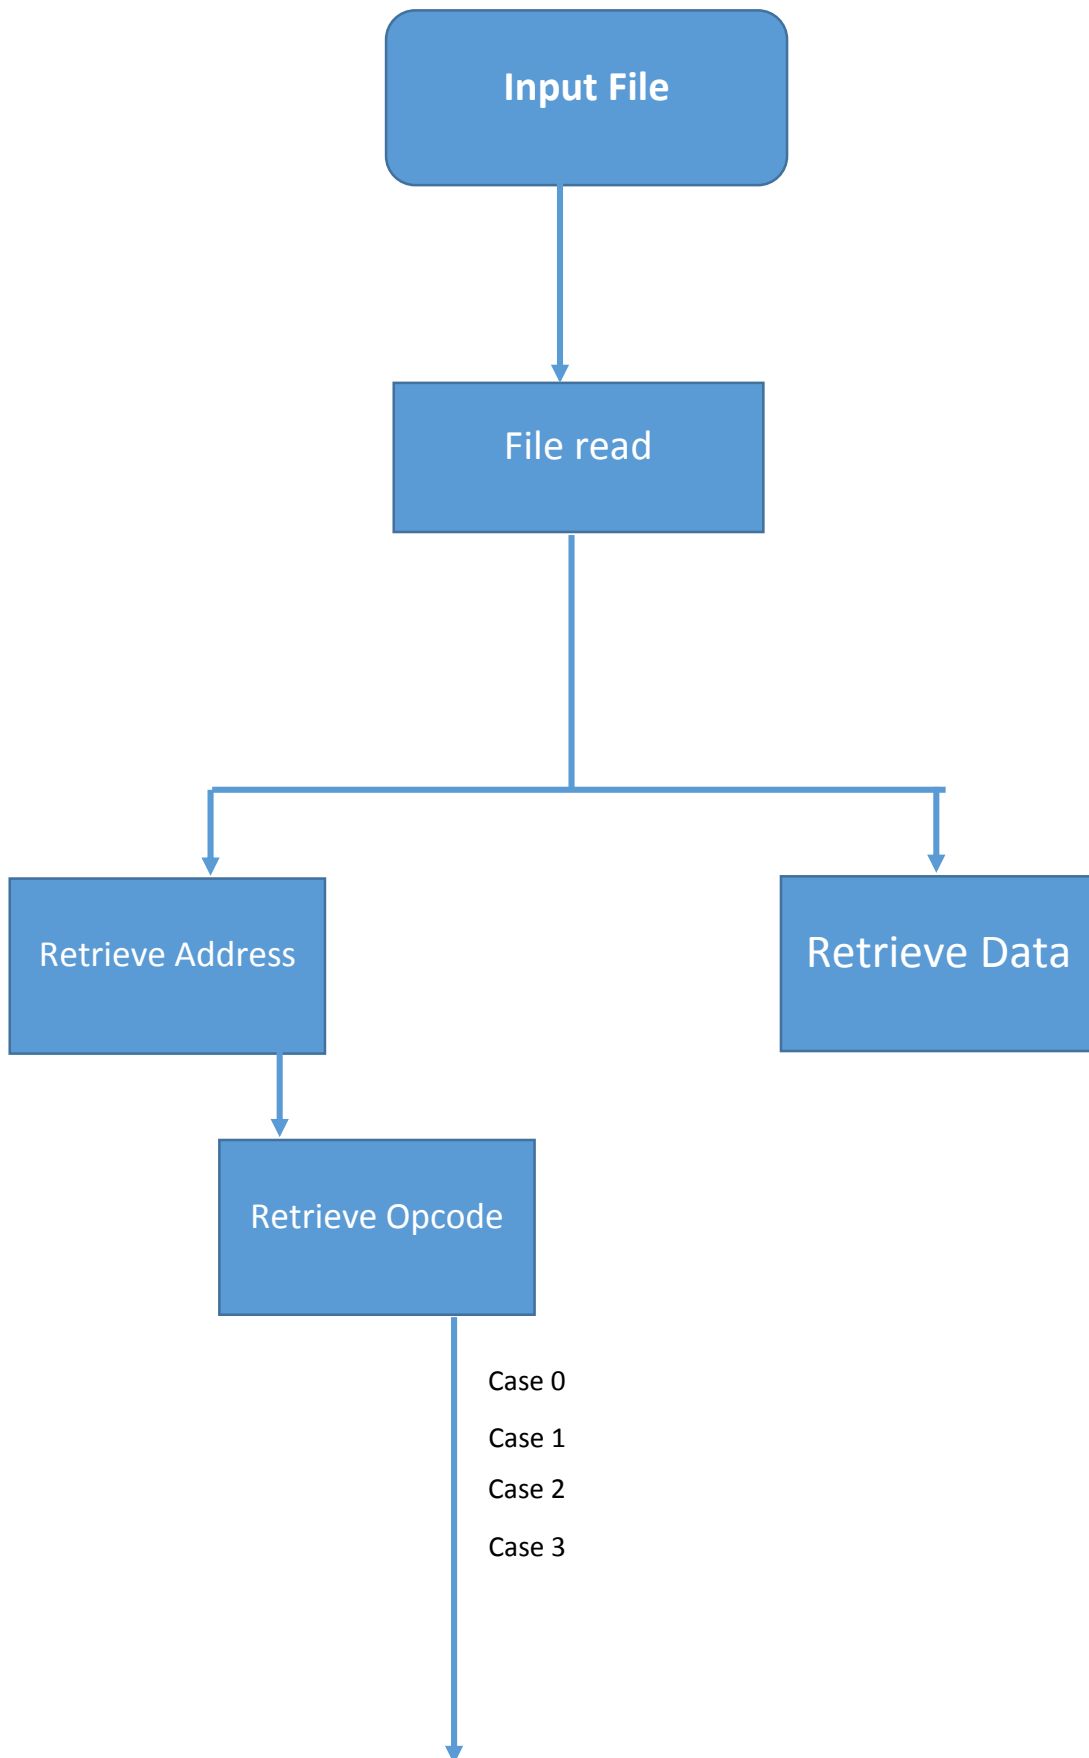 Input File
File read
Retrieve Address
Retrieve Data
Retrieve Opcode
Case 0
Case 1
Case 2
Case 3